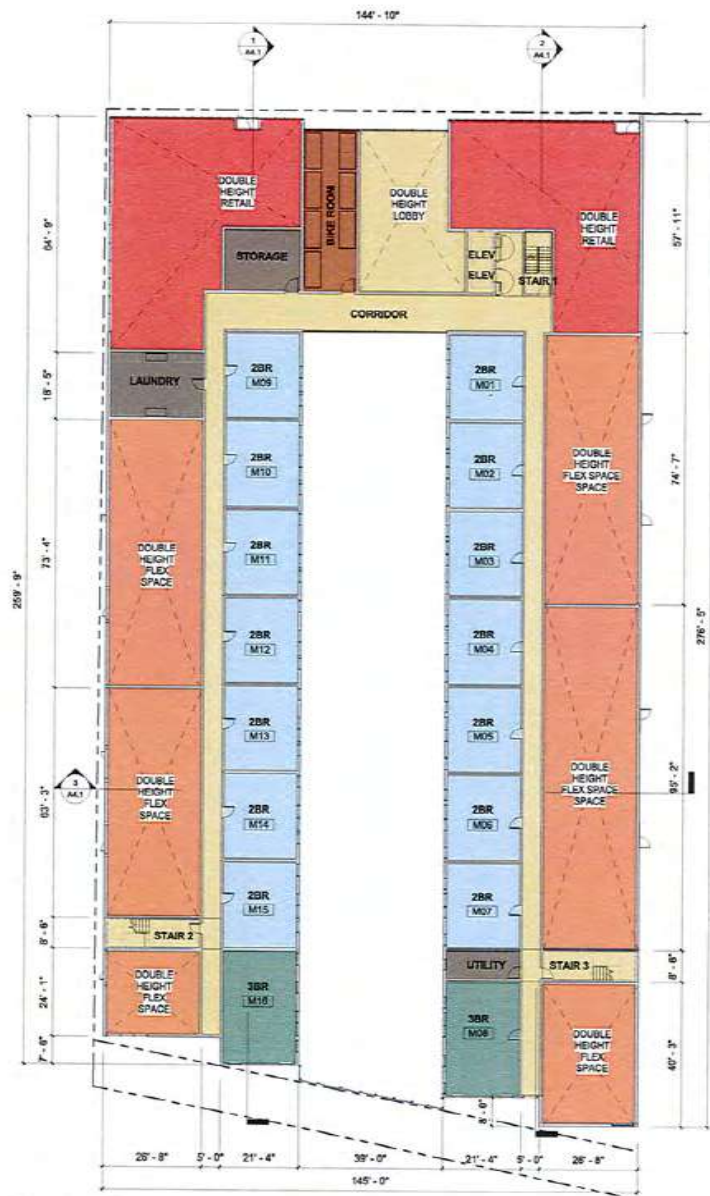 144' - 10"
1
A4.1
2
A4.1
DOUBLE
HEIGHT
RETAIL
BIKE ROOM
DOUBLE
HEIGHT
LOBBY
DOUBLE
HEIGHT
RETAIL
STORAGE
ELEV
ELEV
STAIR 1
CORRIDOR
64' - 9"
57' - 11"
LAUNDRY
18' - 5"
2BR
M09
2BR
M01
2BR
M10
2BR
M02
DOUBLE
HEIGHT
FLEX SPACE
SPACE
74' - 7"
DOUBLE
HEIGHT
FLEX
SPACE
73' - 4"
2BR
M11
2BR
M03
259' - 9"
276' - 5"
2BR
M12
2BR
M04
2BR
M13
2BR
M05
DOUBLE
HEIGHT
FLEX SPACE
SPACE
95' - 2"
3
A4.1
63' - 3"
DOUBLE
HEIGHT
FLEX
SPACE
2BR
M14
2BR
M06
2BR
M15
2BR
M07
8' - 6"
STAIR 2
UTILITY
STAIR 3
8' - 6"
DOUBLE
HEIGHT
FLEX
SPACE
24' - 1"
3BR
M16
3BR
M08
DOUBLE
HEIGHT
FLEX
SPACE
40' - 3"
7' - 6"
8' - 0"
26' - 8"
5' - 0"
21' - 4"
39' - 0"
21' - 4"
5' - 0"
26' - 8"
145' - 0"